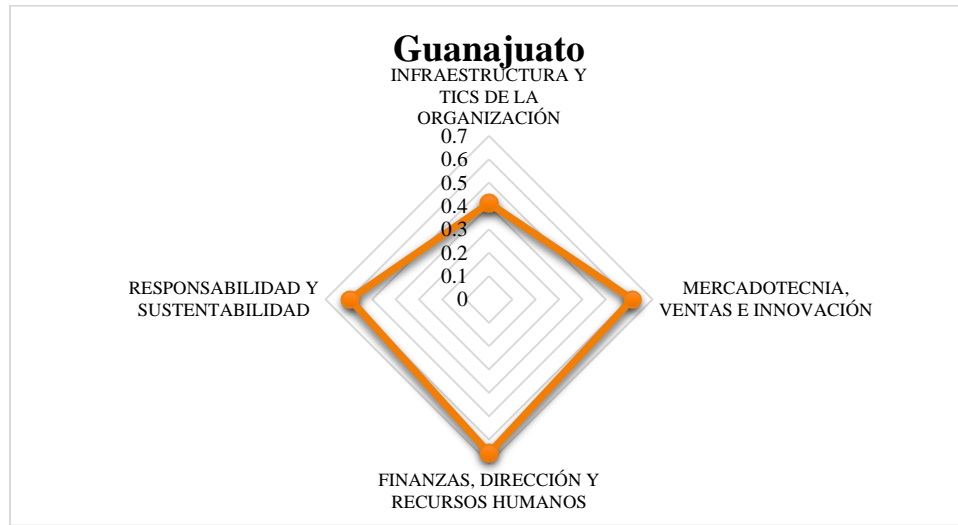 Guanajuato
INFRAESTRUCTURA Y
TICS DE LA
ORGANIZACIÓN
0.7
0.6
0.5
0.4
0.3
0.2
0.1
0
RESPONSABILIDAD Y
SUSTENTABILIDAD
MERCADOTECNIA,
VENTAS E INNOVACIÓN
FINANZAS, DIRECCIÓN Y
RECURSOS HUMANOS